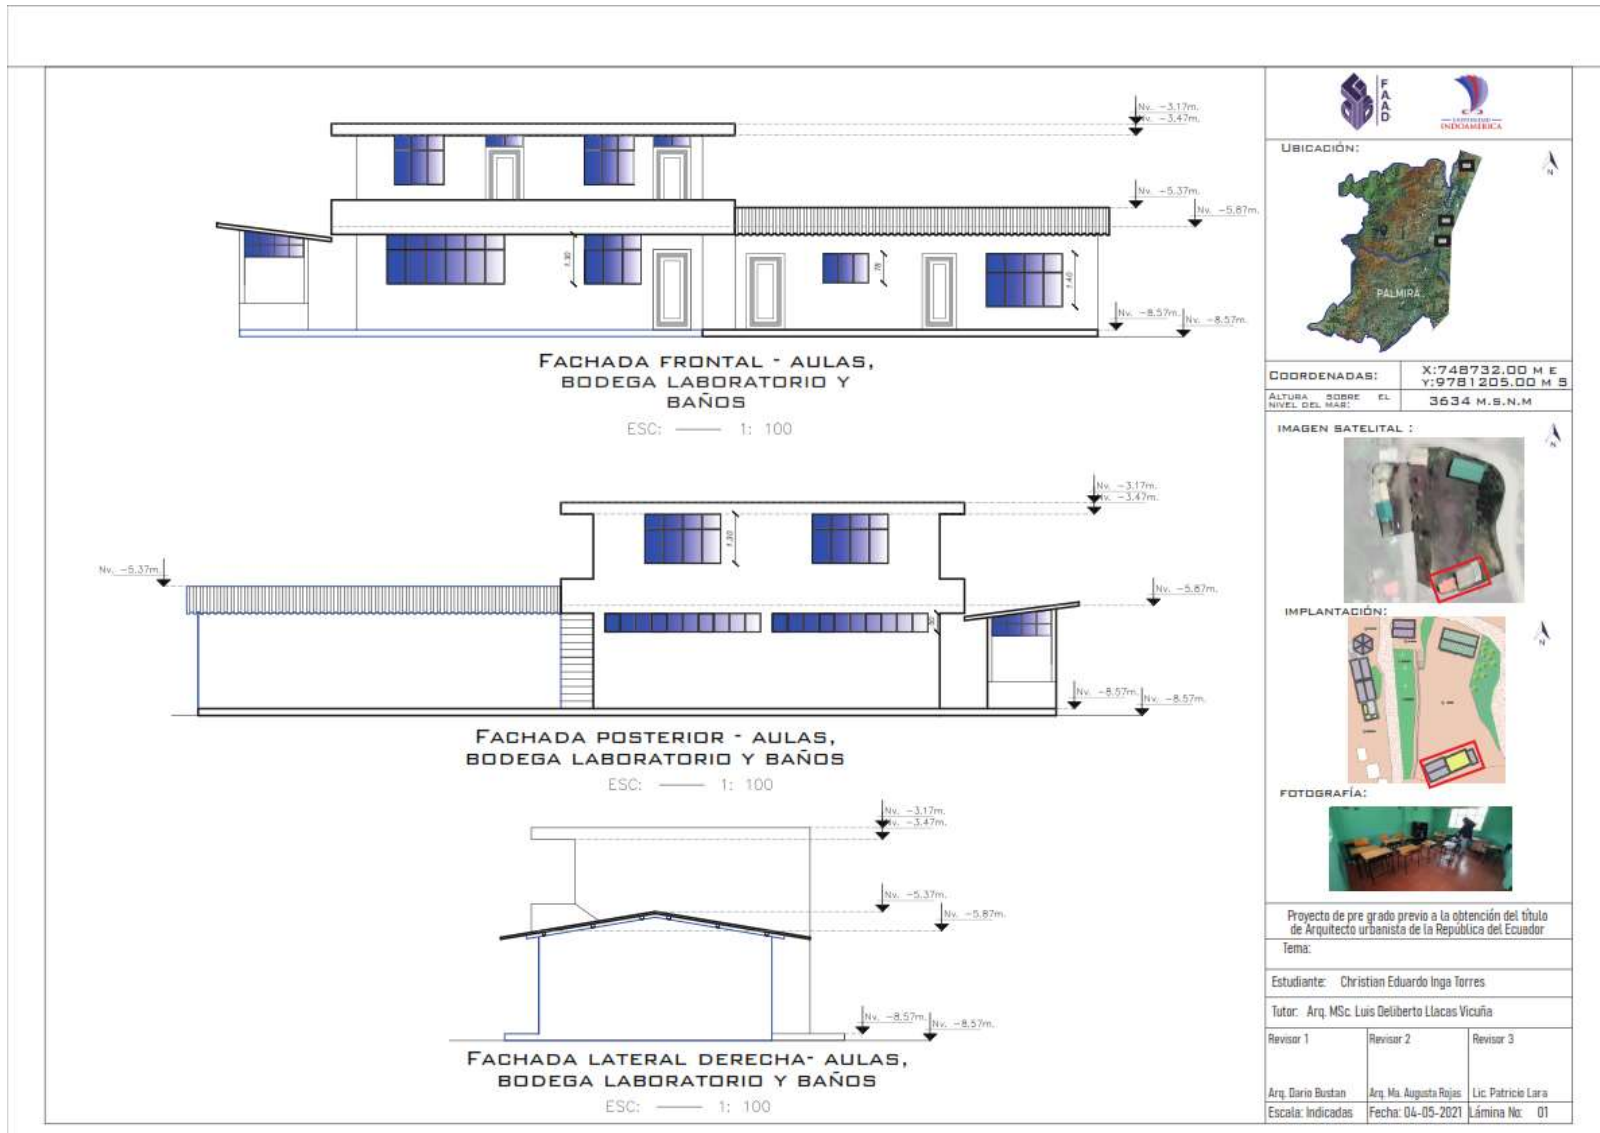 Nv. -3.17m.
Nv. -3.47m.
Nv. -5.37m.
Nv. -5.87m.
1.30
.75
1.40
Nv. -8.57m.
Nv. -8.57m.
FACHADA FRONTAL - AULAS,
BODEGA LABORATORIO Y
BAÑOS
ESC: 1: 100
Nv. -3.17m.
Nv. -3.47m.
1.30
Nv. -5.37m.
Nv. -5.87m.
Nv. -8.57m.
Nv. -8.57m.
FACHADA POSTERIOR - AULAS,
BODEGA LABORATORIO Y BAÑOS
ESC: 1: 100
Nv. -3.17m.
Nv. -3.47m.
Nv. -5.37m.
Nv. -5.87m.
Nv. -8.57m.
Nv. -8.57m.
FACHADA LATERAL DERECHA- AULAS,
BODEGA LABORATORIO Y BAÑOS
ESC: 1: 100
FAAD
UNIVERSIDAD
INDOAMÉRICA
UBICACIÓN:
N
PALMIRA
COORDENADAS:
X:748732.00 M E
Y:9781205.00 M S
ALTURA SOBRE EL
NIVEL DEL MAR:
3634 M.S.N.M
IMAGEN SATELITAL :
N
IMPLANTACIÓN:
N
FOTOGRAFÍA:
Proyecto de pre grado previo a la obtención del título
de Arquitecto urbanista de la República del Ecuador
Tema:
Estudiante: Christian Eduardo Inga Torres
Tutor: Arq. MSc. Luis Deliberto Llacas Vicuña
Revisor 1 Revisor 2 Revisor 3
Arq. Dario Bustan Arq. Ma. Augusta Rojas Lic. Patricio Lara
Escala: Indicadas Fecha: 04-05-2021 Lámina No: 01